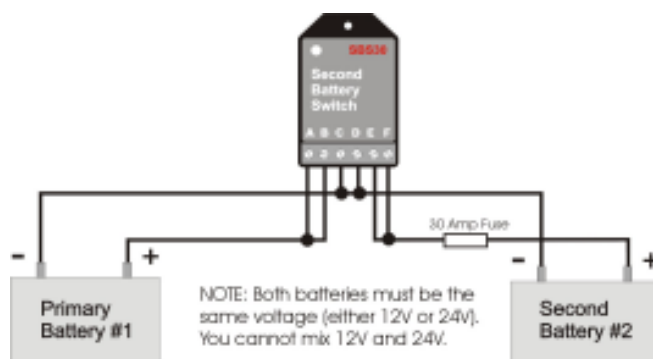 SBS30
Second
Battery
Switch
A B C D E F
30 Amp Fuse
- +
- +
Primary
Battery #1
NOTE: Both batteries must be the
same voltage (either 12V or 24V).
You cannot mix 12V and 24V.
Second
Battery #2